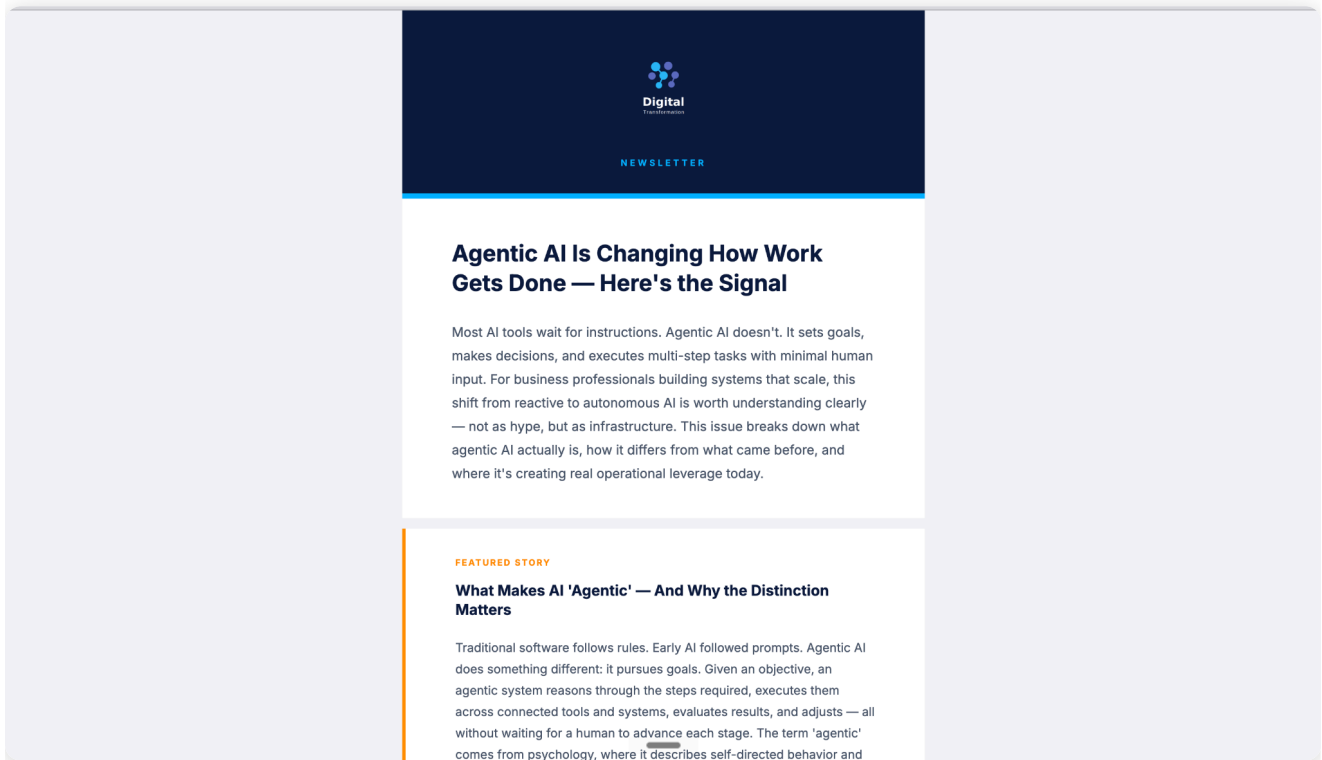 Digital
Transformation
NEWSLETTER
Agentic AI Is Changing How Work
Gets Done — Here's the Signal
Most AI tools wait for instructions. Agentic AI doesn't. It sets goals,
makes decisions, and executes multi-step tasks with minimal human
input. For business professionals building systems that scale, this
shift from reactive to autonomous AI is worth understanding clearly
— not as hype, but as infrastructure. This issue breaks down what
agentic AI actually is, how it differs from what came before, and
where it's creating real operational leverage today.
FEATURED STORY
What Makes AI 'Agentic' — And Why the Distinction
Matters
Traditional software follows rules. Early AI followed prompts. Agentic AI
does something different: it pursues goals. Given an objective, an
agentic system reasons through the steps required, executes them
across connected tools and systems, evaluates results, and adjusts — all
without waiting for a human to advance each stage. The term 'agentic'
comes from psychology, where it describes self-directed behavior and